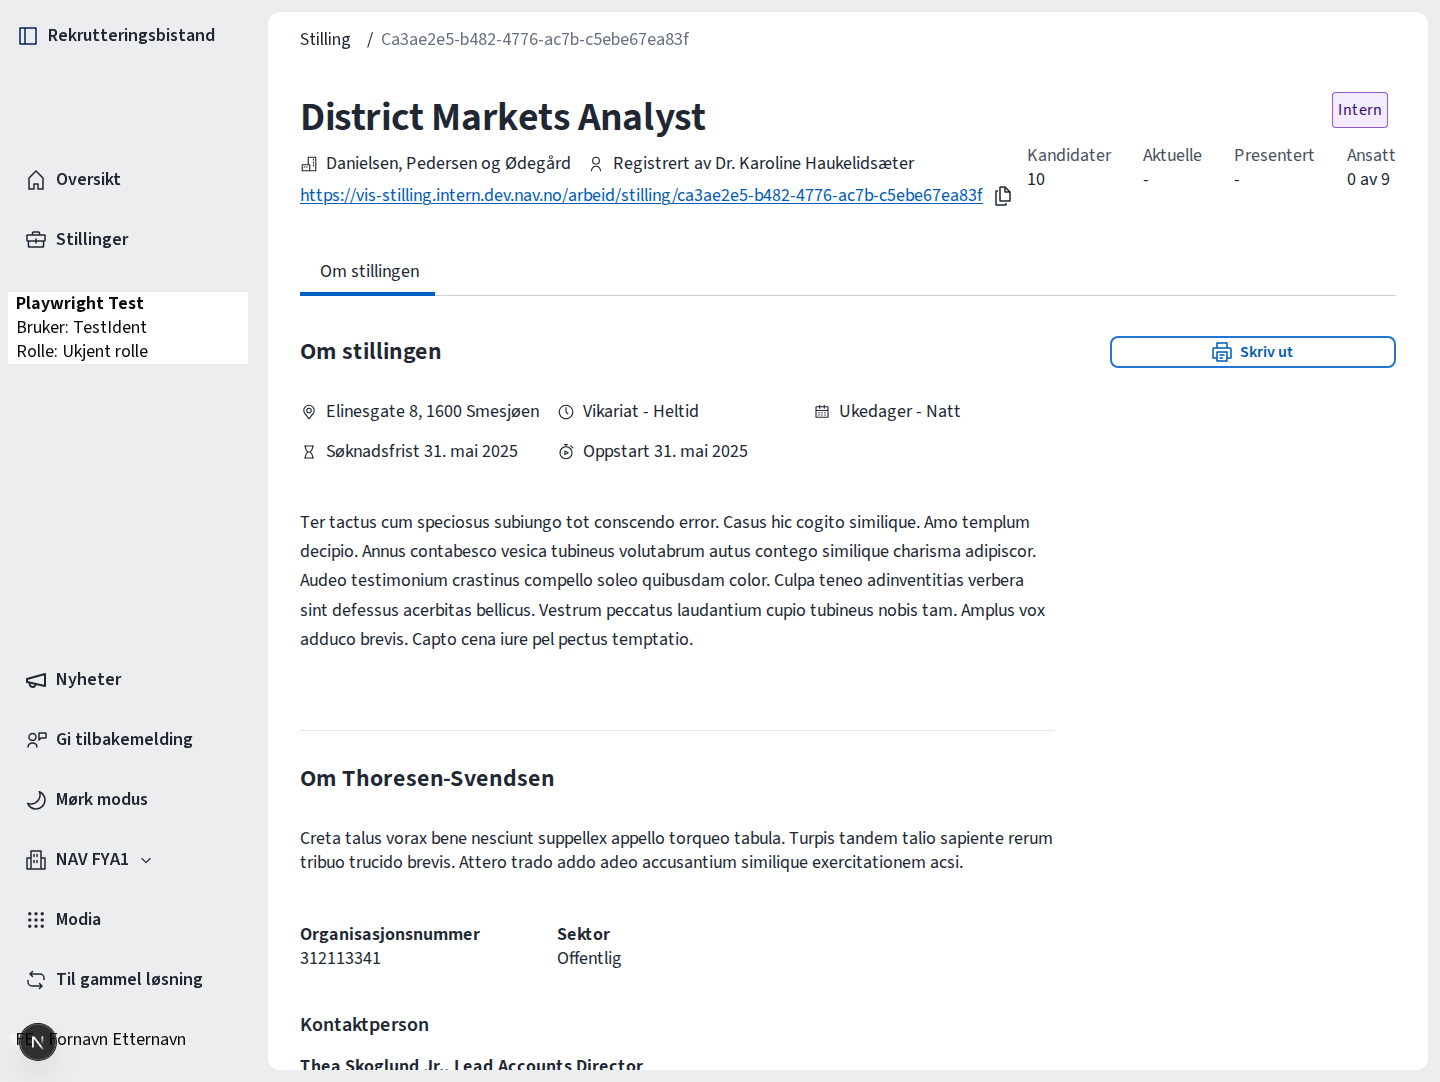 Rekrutteringsbistand
Oversikt
Stillinger
Playwright Test
Bruker: TestIdent
Rolle: Ukjent rolle
Nyheter
Gi tilbakemelding
Mørk modus
NAV FYA1
Modia
Til gammel løsning
Fornavn Etternavn
Stilling / Ca3ae2e5-b482-4776-ac7b-c5ebe67ea83f
District Markets Analyst
Intern
Danielsen, Pedersen og Ødegård Registrert av Dr. Karoline Haukelidsæter
https://vis-stilling.intern.dev.nav.no/arbeid/stilling/ca3ae2e5-b482-4776-ac7b-c5ebe67ea83f
Kandidater Aktuelle Presentert Ansatt
10 - - 0 av 9
Om stillingen
Om stillingen
Skriv ut
Elinesgate 8, 1600 Smesjøen Vikariat - Heltid Ukedager - Natt
Søknadsfrist 31. mai 2025 Oppstart 31. mai 2025
Ter tactus cum speciosus subiungo tot conscendo error. Casus hic cogito similique. Amo templum
decipio. Annus contabesco vesica tubineus volutabrum autus contego similique charisma adipiscor.
Audeo testimonium crastinus compello soleo quibusdam color. Culpa teneo adinventitias verbera
sint defessus acerbitas bellicus. Vestrum peccatus laudantium cupio tubineus nobis tam. Amplus vox
adduco brevis. Capto cena iure pel pectus temptatio.
Om Thoresen-Svendsen
Creta talus vorax bene nesciunt suppellex appello torqueo tabula. Turpis tandem talio sapiente rerum
tribuo trucido brevis. Attero trado addo adeo accusantium similique exercitationem acsi.
Organisasjonsnummer Sektor
312113341 Offentlig
Kontaktperson
Thea Skoglund Jr., Lead Accounts Director